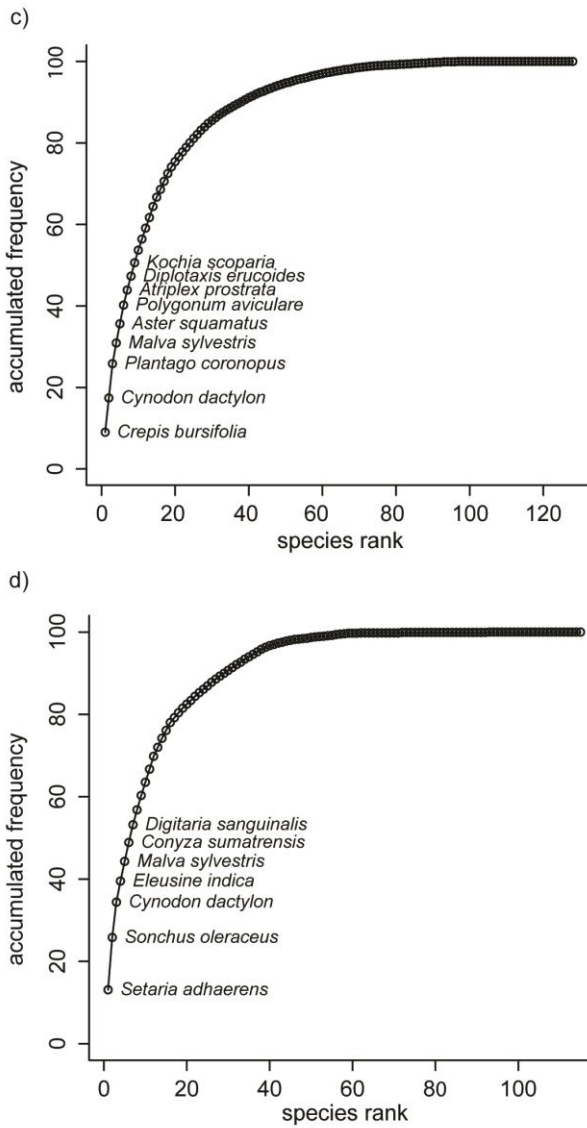 c)
100
80
60
40
20
0
accumulated frequency
Kochia scoparia
Diplotaxis erucoides
Atriplex prostrata
Polygonum aviculare
Aster squamatus
Malva sylvestris
Plantago coronopus
Cynodon dactylon
Crepis bursifolia
0 20 40 60 80 100 120
species rank
d)
100
80
60
40
20
0
accumulated frequency
Digitaria sanguinalis
Conyza sumatrensis
Malva sylvestris
Eleusine indica
Cynodon dactylon
Sonchus oleraceus
Setaria adhaerens
0 20 40 60 80 100
species rank